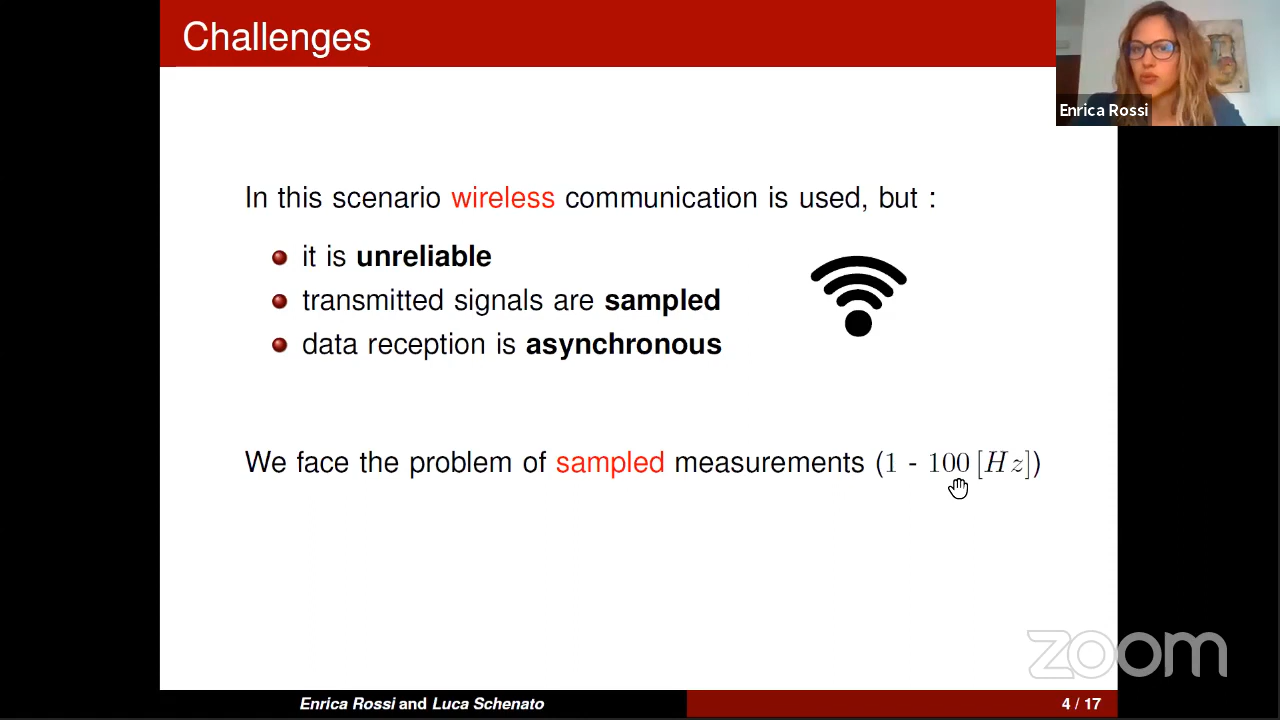 Challenges
Enrica Rossi
In this scenario wireless communication is used, but :
it is unreliable
transmitted signals are sampled
data reception is asynchronous
We face the problem of sampled measurements (1 - 100 [Hz])
zoom
Enrica Rossi and Luca Schenato
4 / 17